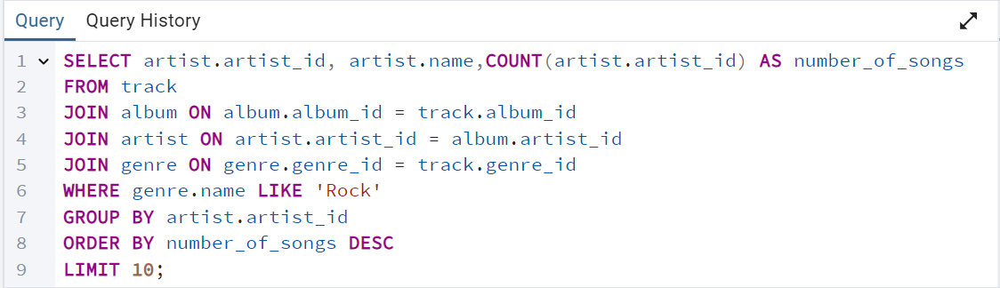 Query Query History
1 SELECT artist.artist_id, artist.name,COUNT(artist.artist_id) AS number_of_songs
2 FROM track
3 JOIN album ON album.album_id = track.album_id
4 JOIN artist ON artist.artist_id = album.artist_id
5 JOIN genre ON genre.genre_id = track.genre_id
6 WHERE genre.name LIKE 'Rock'
7 GROUP BY artist.artist_id
8 ORDER BY number_of_songs DESC
9 LIMIT 10;